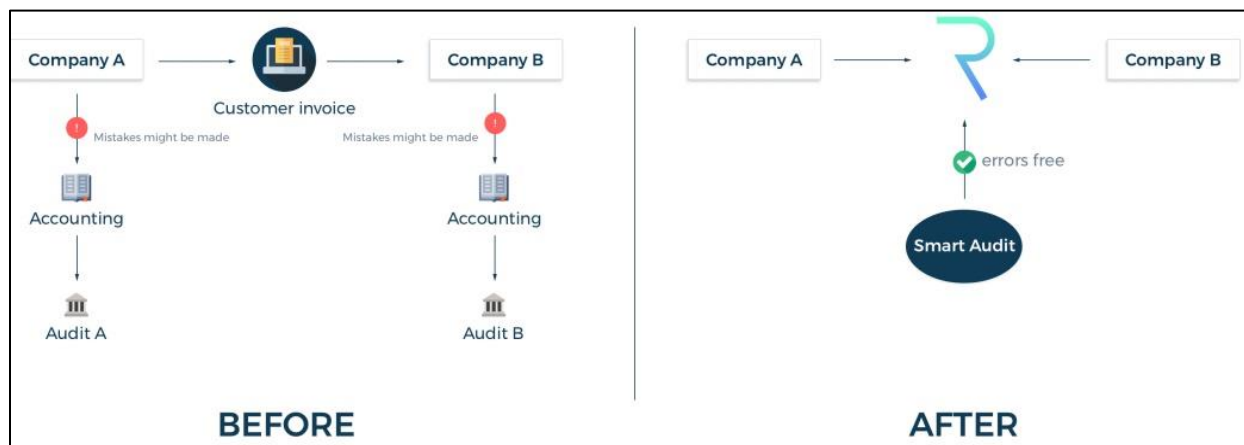 Company A
Customer invoice
Company B
Mistakes might be made
Mistakes might be made
Accounting
Accounting
Audit A
Audit B
BEFORE
Company A
Company B
errors free
Smart Audit
AFTER